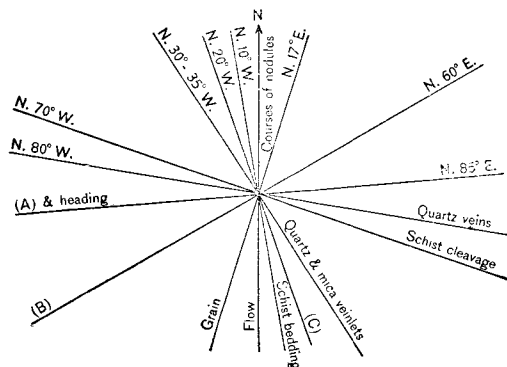 N
N. 30° - 35° W.
N. 20° W.
N. 10° W.
Courses of nodules
N. 17° E.
N. 60° E.
N. 70° W.
N. 80° W.
N. 85° E.
(A) & heading
Quartz veins
Schist cleavage
(B)
Grain
Flow
Schist bedding
(C)
Quartz & mica veinlets